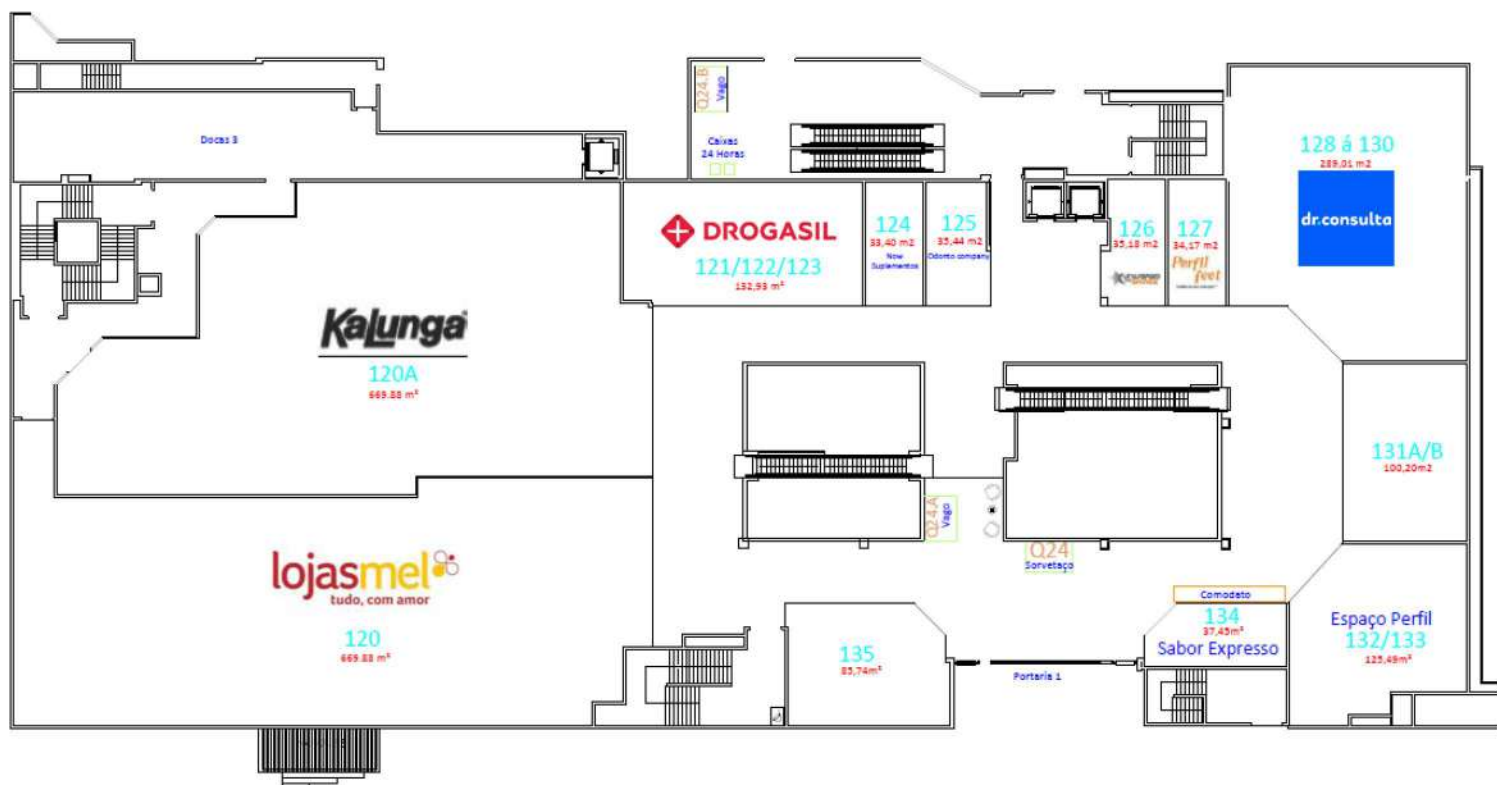 Q24.B
Vago
Docas 3
Caixas
24 Horas
128 á 130
289,01 m2
dr.consulta
DROGASIL
121/122/123
132,93 m²
124
33,40 m2
Now
Suplementos
125
35,44 m2
Odonto company
126
35,18 m2
127
34,17 m2
Perfil
feet
Kalunga
120A
669.88 m²
131A/B
100,20m2
Q24.A
Vago
Q24
Sorvetaço
lojasmel
tudo, com amor
120
669.88 m²
Comodato
134
37,45m²
Sabor Expresso
Espaço Perfil
132/133
125,49m²
135
85,74m²
Portaria 1